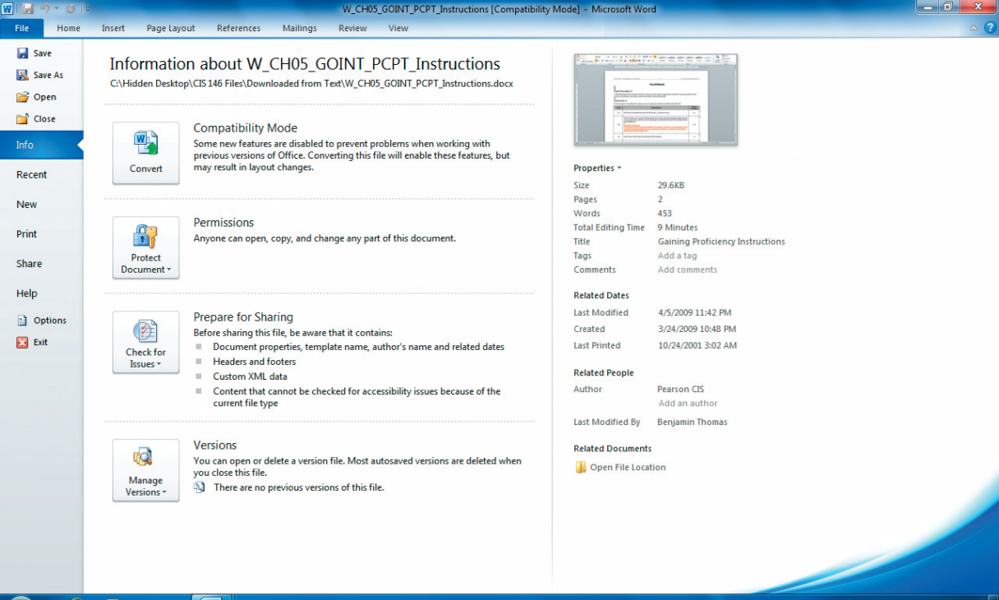 W_CH05_GOINT_PCPT_Instructions [Compatibility Mode] - Microsoft Word
File Home Insert Page Layout References Mailings Review View
Save
Save As
Open
Close
Info
Recent
New
Print
Share
Help
Options
Exit
Information about W_CH05_GOINT_PCPT_Instructions
C:\Hidden Desktop\CIS 146 Files\Downloaded from Text\W_CH05_GOINT_PCPT_Instructions.docx
Convert
Compatibility Mode
Some new features are disabled to prevent problems when working with
previous versions of Office. Converting this file will enable these features, but
may result in layout changes.
Protect
Document
Permissions
Anyone can open, copy, and change any part of this document.
Check for
Issues
Prepare for Sharing
Before sharing this file, be aware that it contains:
Document properties, template name, author's name and related dates
Headers and footers
Custom XML data
Content that cannot be checked for accessibility issues because of the
current file type
Manage
Versions
Versions
You can open or delete a version file. Most autosaved versions are deleted when
you close this file.
There are no previous versions of this file.
Properties
Size 29.6KB
Pages 2
Words 453
Total Editing Time 9 Minutes
Title Gaining Proficiency Instructions
Tags Add a tag
Comments Add comments
Related Dates
Last Modified 4/5/2009 11:42 PM
Created 3/24/2009 10:48 PM
Last Printed 10/24/2001 3:02 AM
Related People
Author Pearson CIS
Add an author
Last Modified By Benjamin Thomas
Related Documents
Open File Location